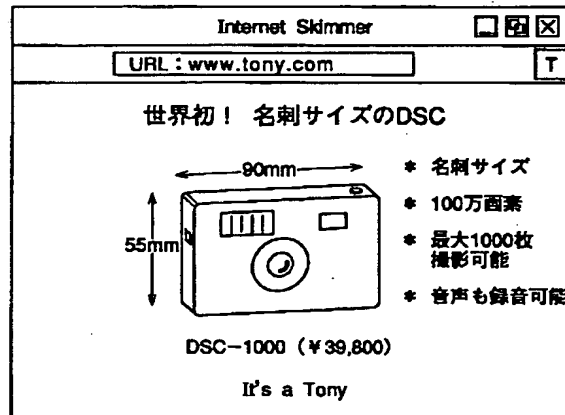 Internet Skimmer
URL：www.tony.com
T
世界初！ 名刺サイズのDSC
90mm
55mm
* 名刺サイズ
* 100万画素
* 最大1000枚
撮影可能
* 音声も録音可能
DSC-1000 (¥39,800)
It's a Tony